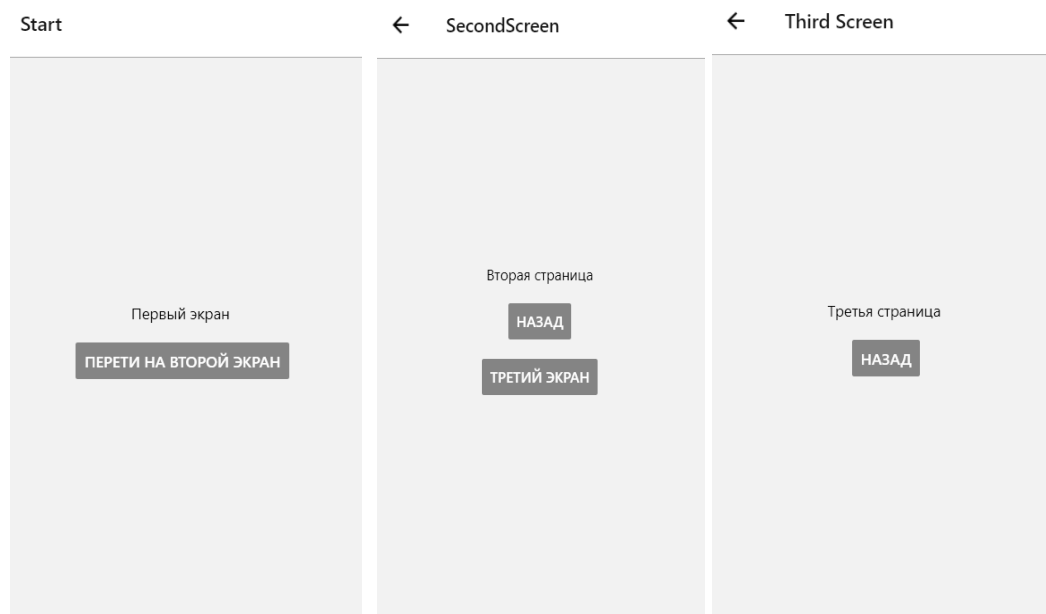 Start
Первый экран
ПЕРЕТИ НА ВТОРОЙ ЭКРАН
SecondScreen
Вторая страница
НАЗАД
ТРЕТИЙ ЭКРАН
Third Screen
Третья страница
НАЗАД